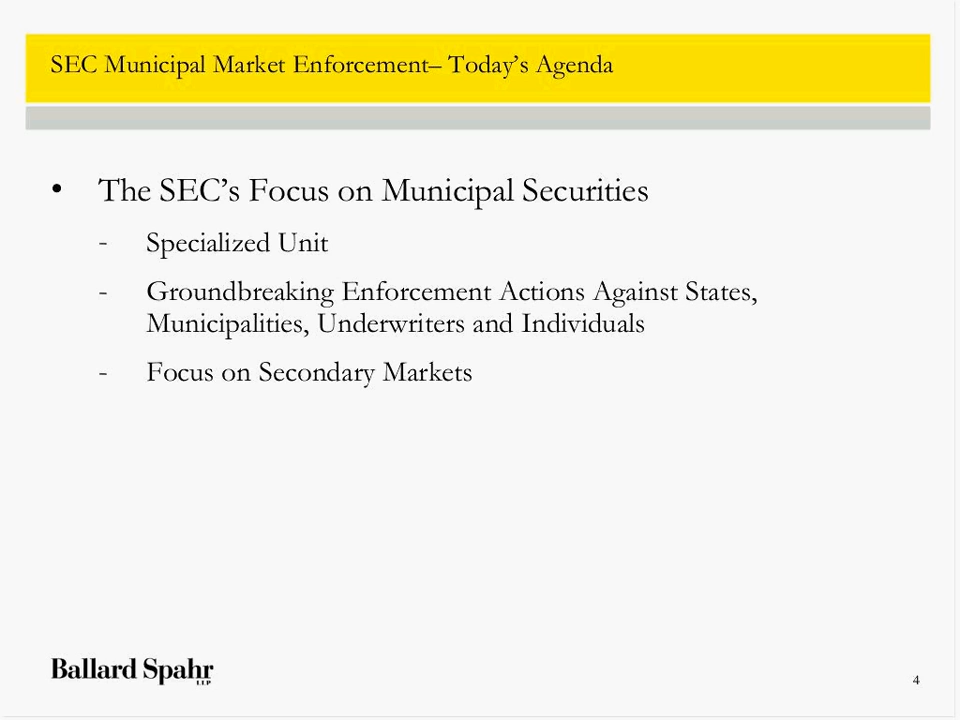 SEC Municipal Market Enforcement– Today’s Agenda
• The SEC’s Focus on Municipal Securities
- Specialized Unit
- Groundbreaking Enforcement Actions Against States,
Municipalities, Underwriters and Individuals
- Focus on Secondary Markets
Ballard Spahr
LLP
4